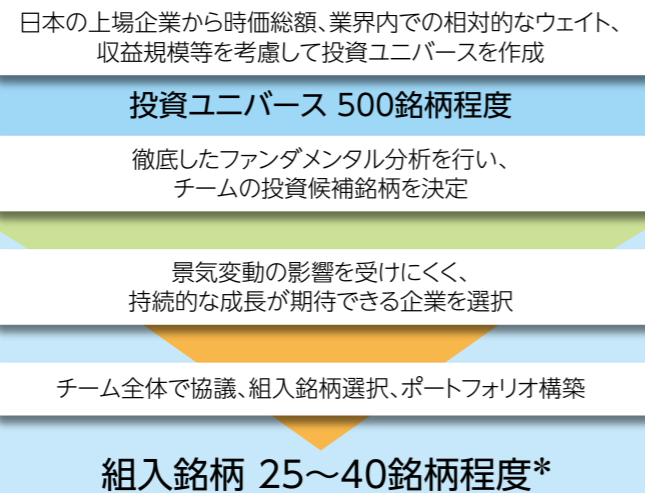 日本の上場企業から時価総額、業界内での相対的なウェイト、
収益規模等を考慮して投資ユニバースを作成
投資ユニバース 500銘柄程度
徹底したファンダメンタル分析を行い、
チームの投資候補銘柄を決定
景気変動の影響を受けにくく、
持続的な成長が期待できる企業を選択
チーム全体で協議、組入銘柄選択、ポートフォリオ構築
組入銘柄 25～40銘柄程度*